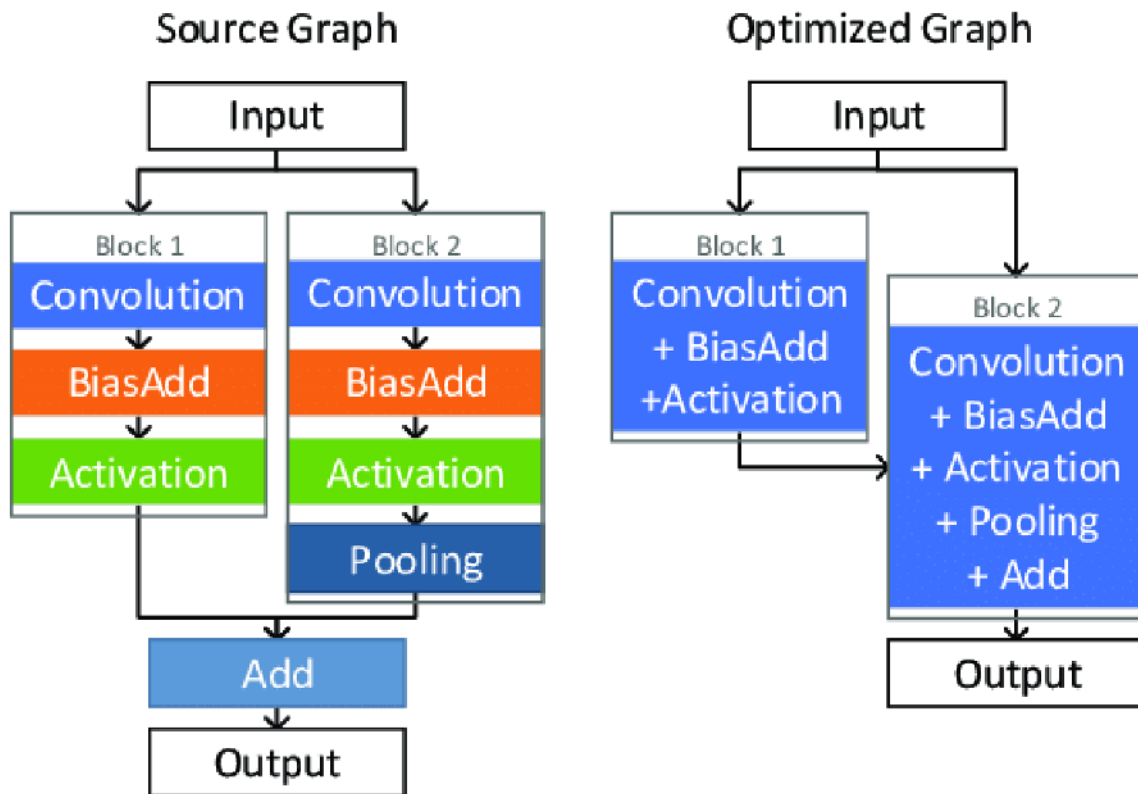 Source Graph
Input
Block 1
Convolution
BiasAdd
Activation
Block 2
Convolution
BiasAdd
Activation
Pooling
Add
Output
Optimized Graph
Input
Block 1
Convolution
+ BiasAdd
+Activation
Block 2
Convolution
+ BiasAdd
+ Activation
+ Pooling
+ Add
Output